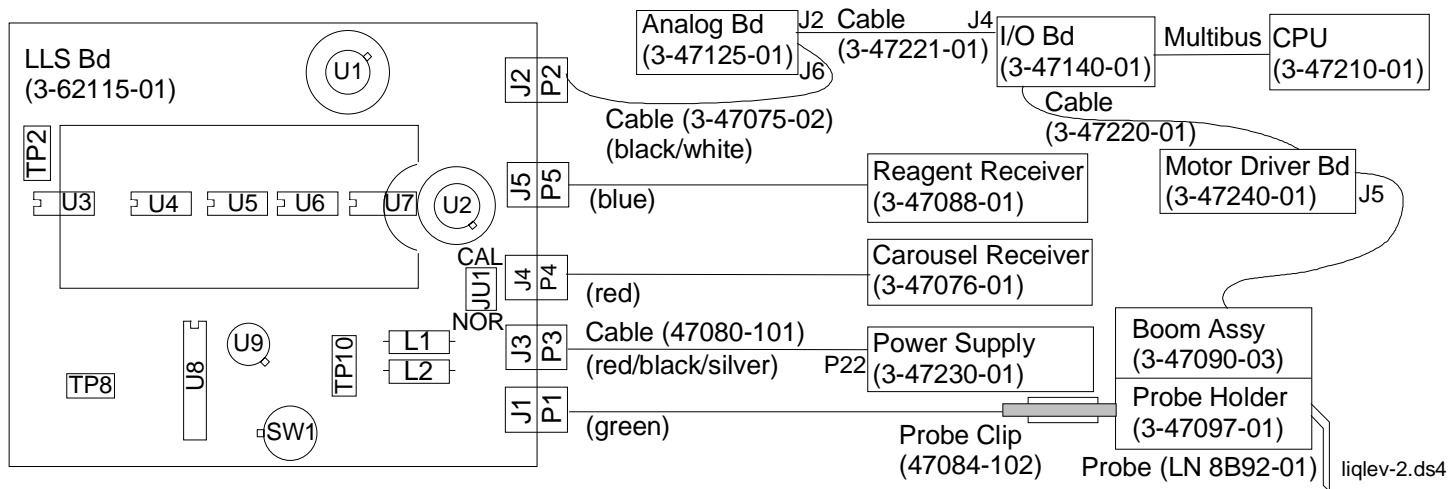 LLS Bd
(3-62115-01)
U1
TP2
U3
U4
U5
U6
U7
U2
CAL
JU1
NOR
U9
U8
TP8
TP10
L1
L2
SW1
J2
P2
J5
P5
J4
P4
J3
P3
J1
P1
Analog Bd
(3-47125-01)
J2
J6
Cable
(3-47221-01)
J4
I/O Bd
(3-47140-01)
Multibus
CPU
(3-47210-01)
Cable (3-47075-02)
(black/white)
Cable
(3-47220-01)
Motor Driver Bd
(3-47240-01)
J5
(blue)
Reagent Receiver
(3-47088-01)
(red)
Carousel Receiver
(3-47076-01)
Cable (47080-101)
(red/black/silver)
P22
Power Supply
(3-47230-01)
Boom Assy
(3-47090-03)
Probe Holder
(3-47097-01)
(green)
Probe Clip
(47084-102)
Probe (LN 8B92-01)
liqlev-2.ds4